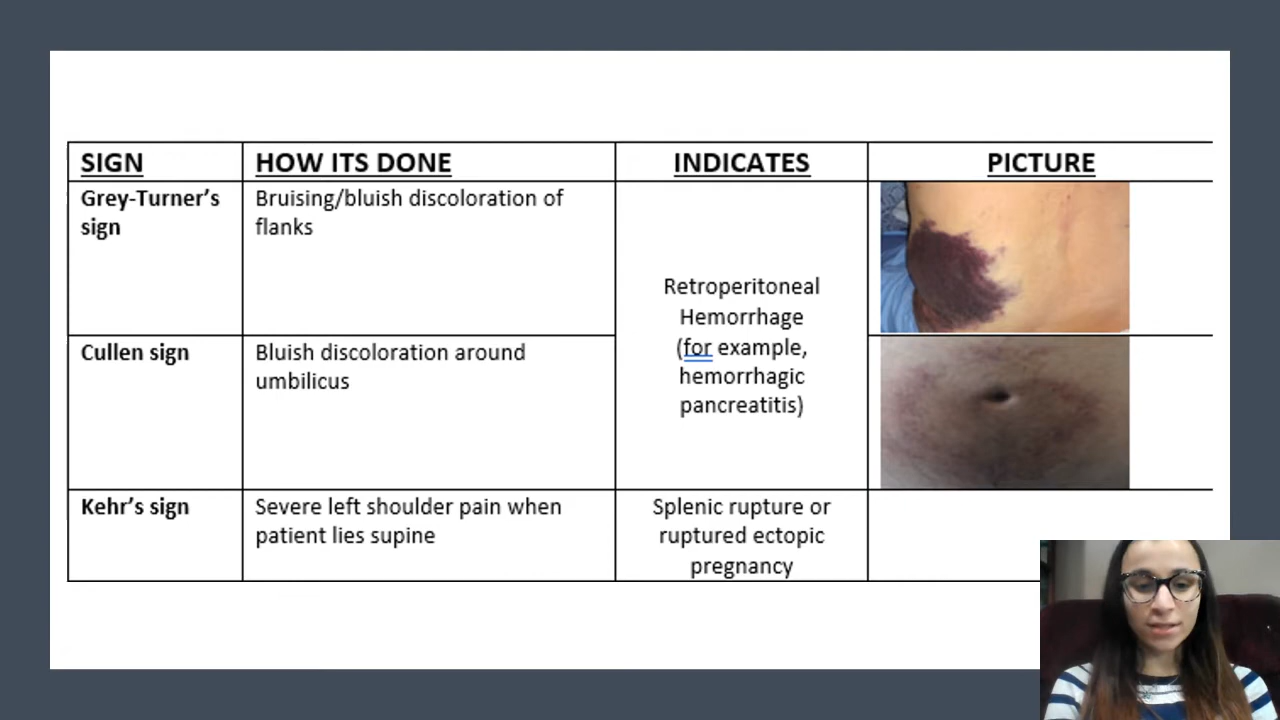 SIGN HOW ITS DONE INDICATES PICTURE
Grey-Turner's
sign
Bruising/bluish discoloration of
flanks
Retroperitoneal
Hemorrhage
(for example,
hemorrhagic
pancreatitis)
Cullen sign
Bluish discoloration around
umbilicus
Kehr's sign
Severe left shoulder pain when
patient lies supine
Splenic rupture or
ruptured ectopic
pregnancy